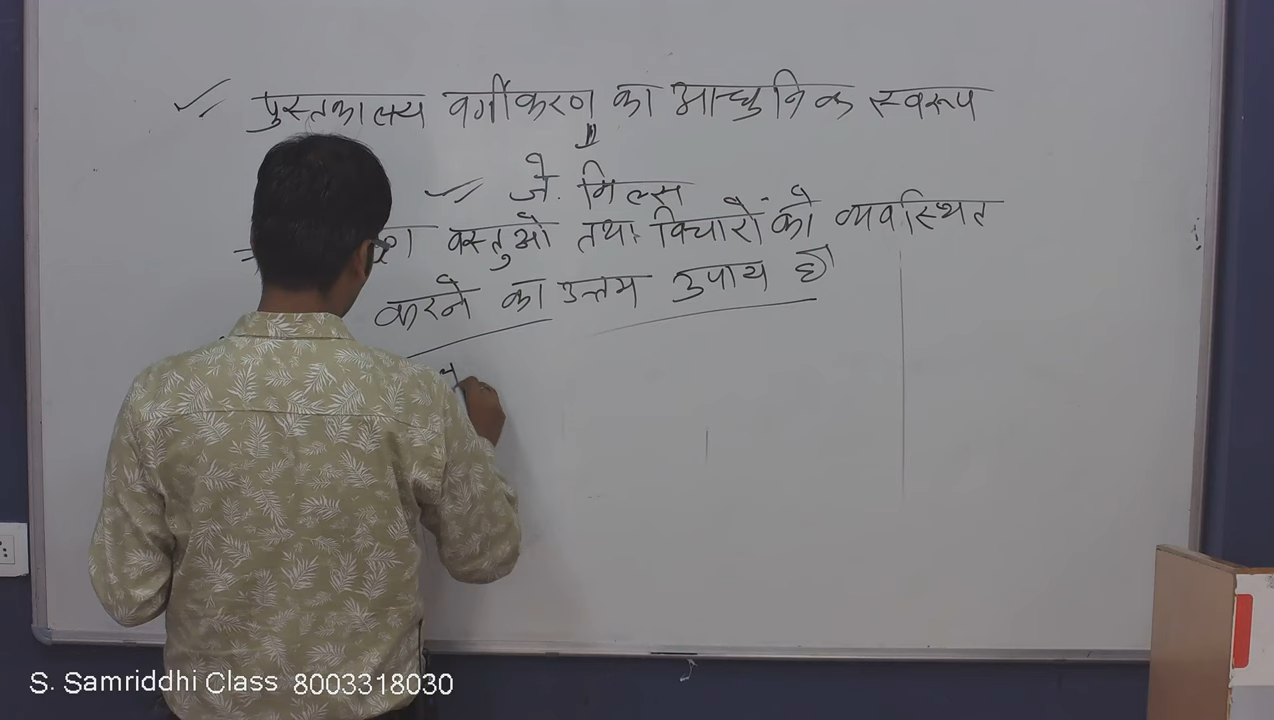 पुस्तकालय वर्गीकरण का आधुनिक स्वरूप
जे. मिल्स
वस्तुओ तथा विचारों को व्यवस्थित
करने का उत्तम उपाय है
S. Samriddhi Class 8003318030